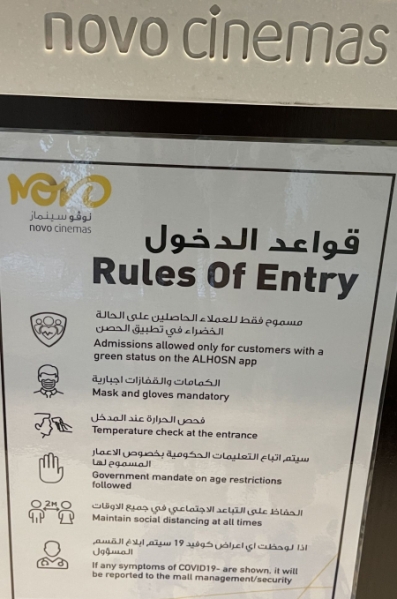 novo cinemas
NOVO
نوڤو سينماز
novo cinemas
قواعد الدخول
Rules Of Entry
مسموح فقط للعملاء الحاصلين على الحالة
الخضراء في تطبيق الحصن
Admissions allowed only for customers with a
green status on the ALHOSN app
الكمامات والقفازات اجبارية
Mask and gloves mandatory
فحص الحرارة عند المدخل
Temperature check at the entrance
سيتم اتباع التعليمات الحكومية بخصوص الاعمار
المسموح لها
Government mandate on age restrictions
followed
2M
الحفاظ على التباعد الاجتماعي في جميع الاوقات
Maintain social distancing at all times
اذا لوحظت اي اعراض كوفيد 19 سيتم ابلاغ القسم
المسؤول
If any symptoms of COVID19- are shown, it will
be reported to the mall management/security